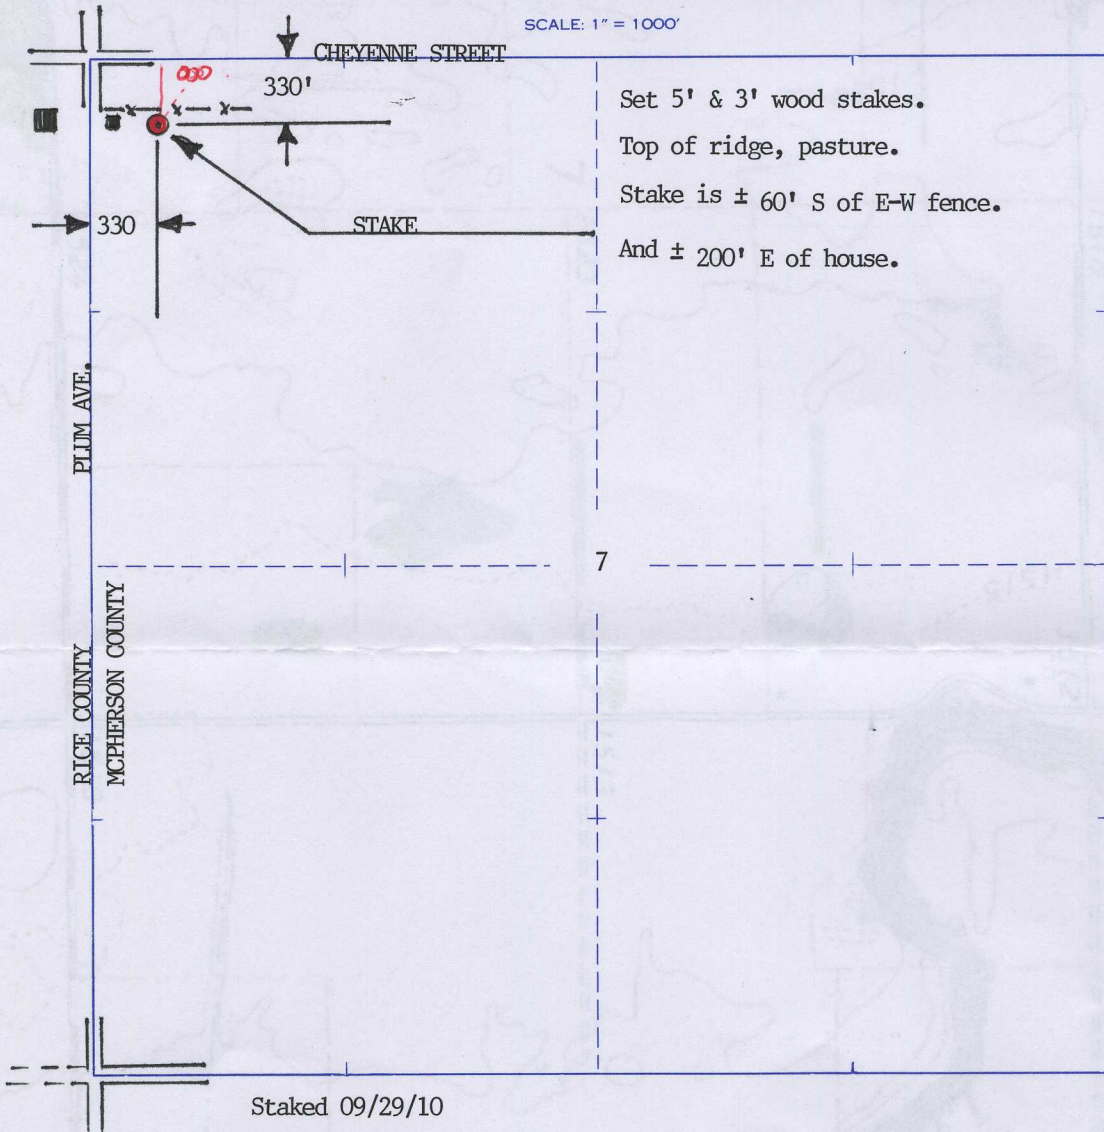 SCALE: 1" = 1000'
CHEYENNE STREET
330'
Set 5' & 3' wood stakes.
Top of ridge, pasture.
Stake is ± 60' S of E-W fence.
And ± 200' E of house.
330
STAKE
PLUM AVE.
7
RICE COUNTY
MCPHERSON COUNTY
Staked 09/29/10